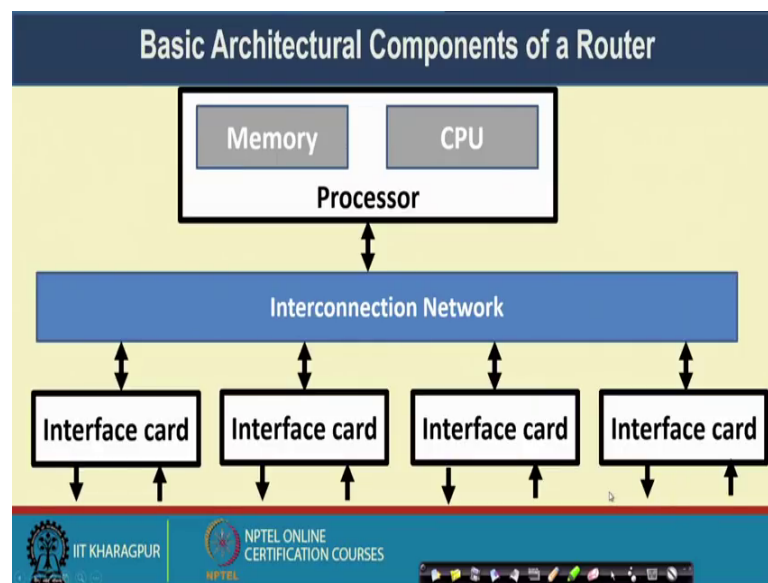 Basic Architectural Components of a Router
Memory
CPU
Processor
Interconnection Network
Interface card
Interface card
Interface card
Interface card
IIT KHARAGPUR
NPTEL
NPTEL ONLINE
CERTIFICATION COURSES